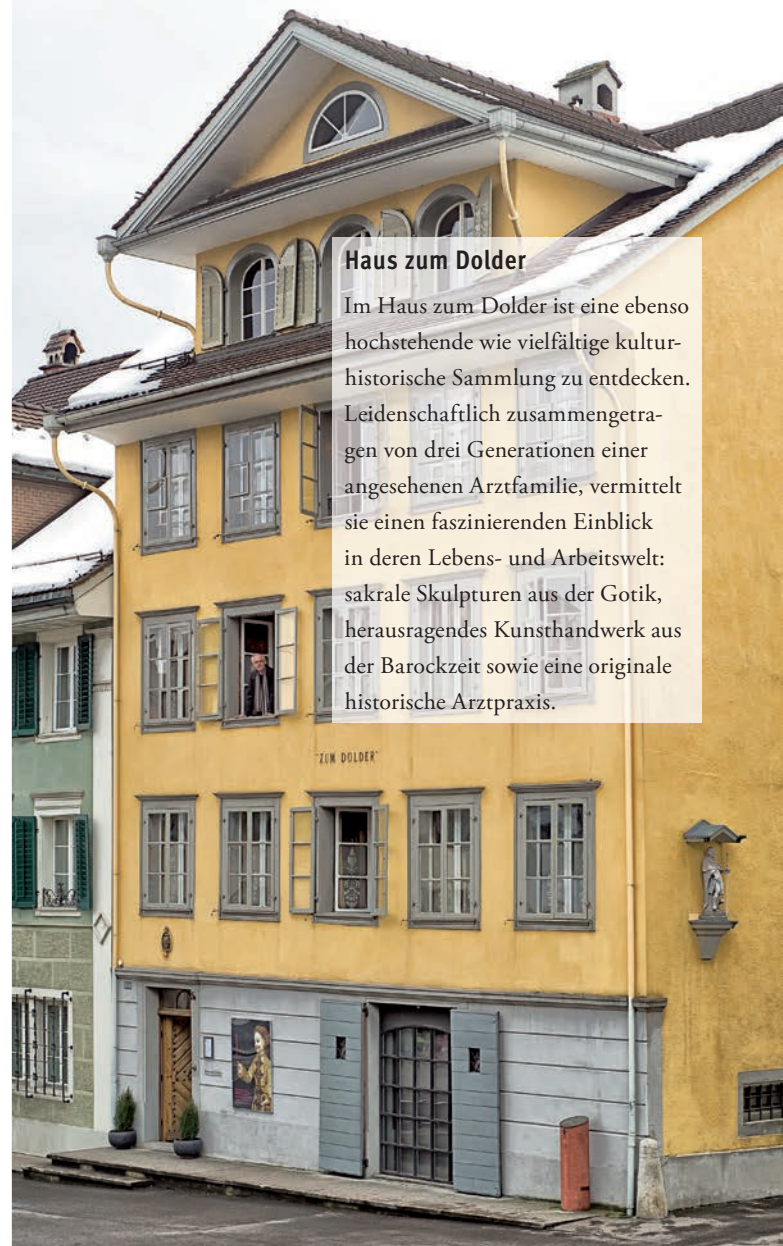 Haus zum Dolder
Im Haus zum Dolder ist eine ebenso
hochstehende wie vielfältige kultur-
historische Sammlung zu entdecken.
Leidenschaftlich zusammengetra-
gen von drei Generationen einer
angesehenen Arztfamilie, vermittelt
sie einen faszinierenden Einblick
in deren Lebens- und Arbeitswelt:
sakrale Skulpturen aus der Gotik,
herausragendes Kunsthandwerk aus
der Barockzeit sowie eine originale
historische Arztpraxis.
"ZUM DOLDER"